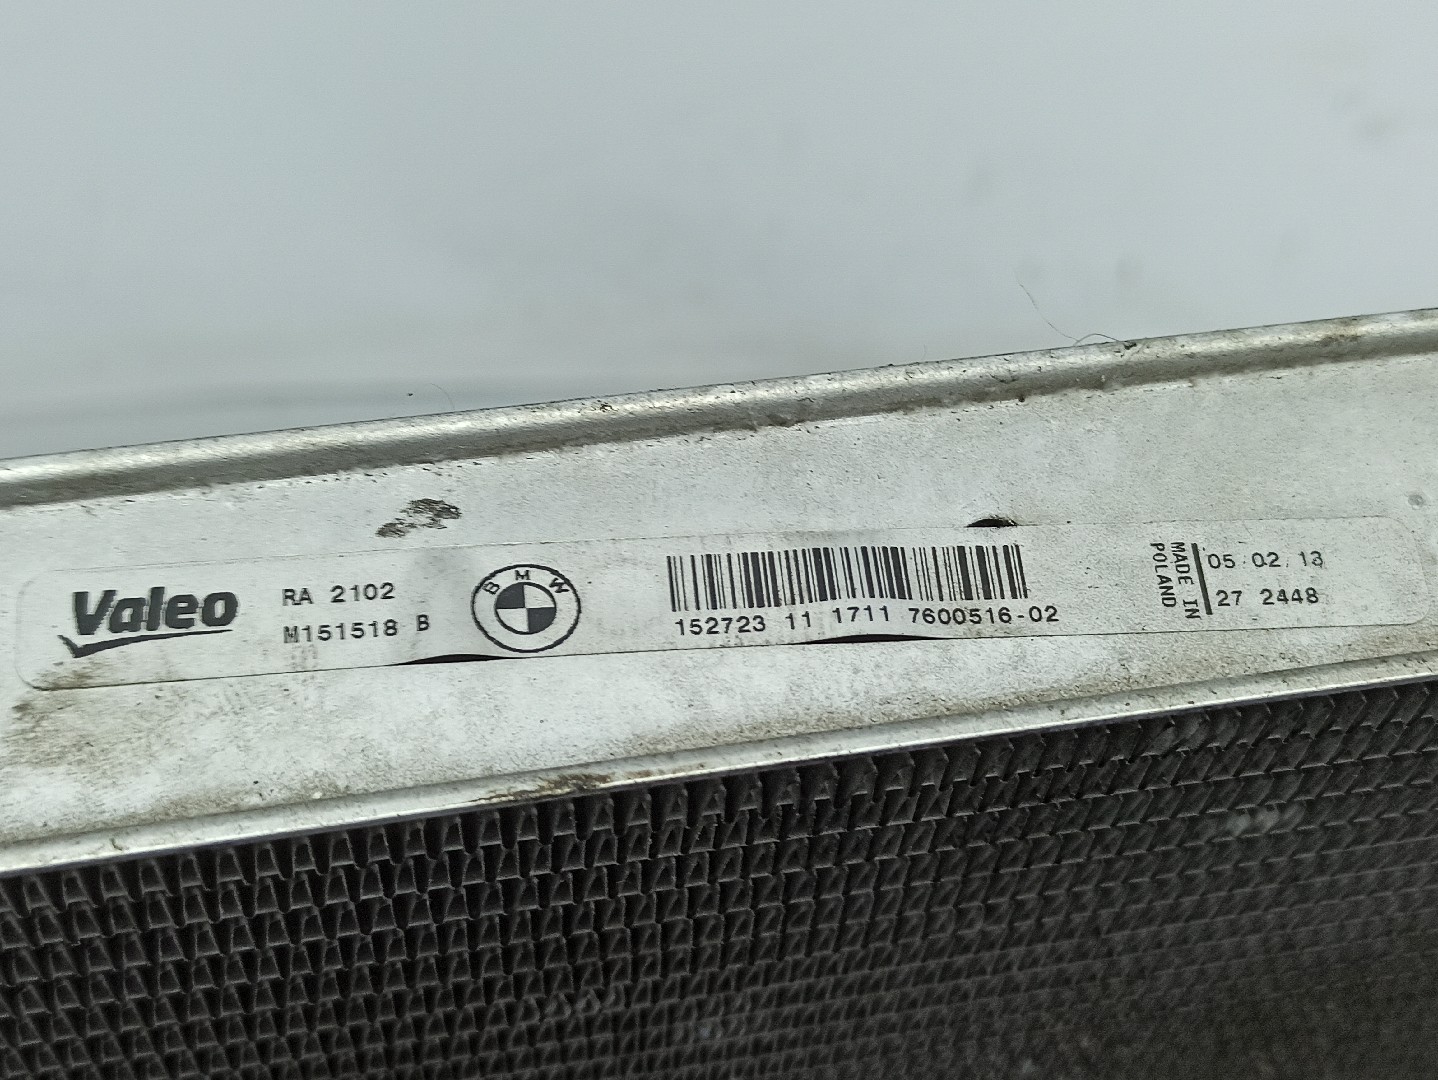 Valeo
RA 2102
M151518 B
BMW
152723 11 1711 7600516-02
MADE IN
POLAND
05.02.13
27 2448